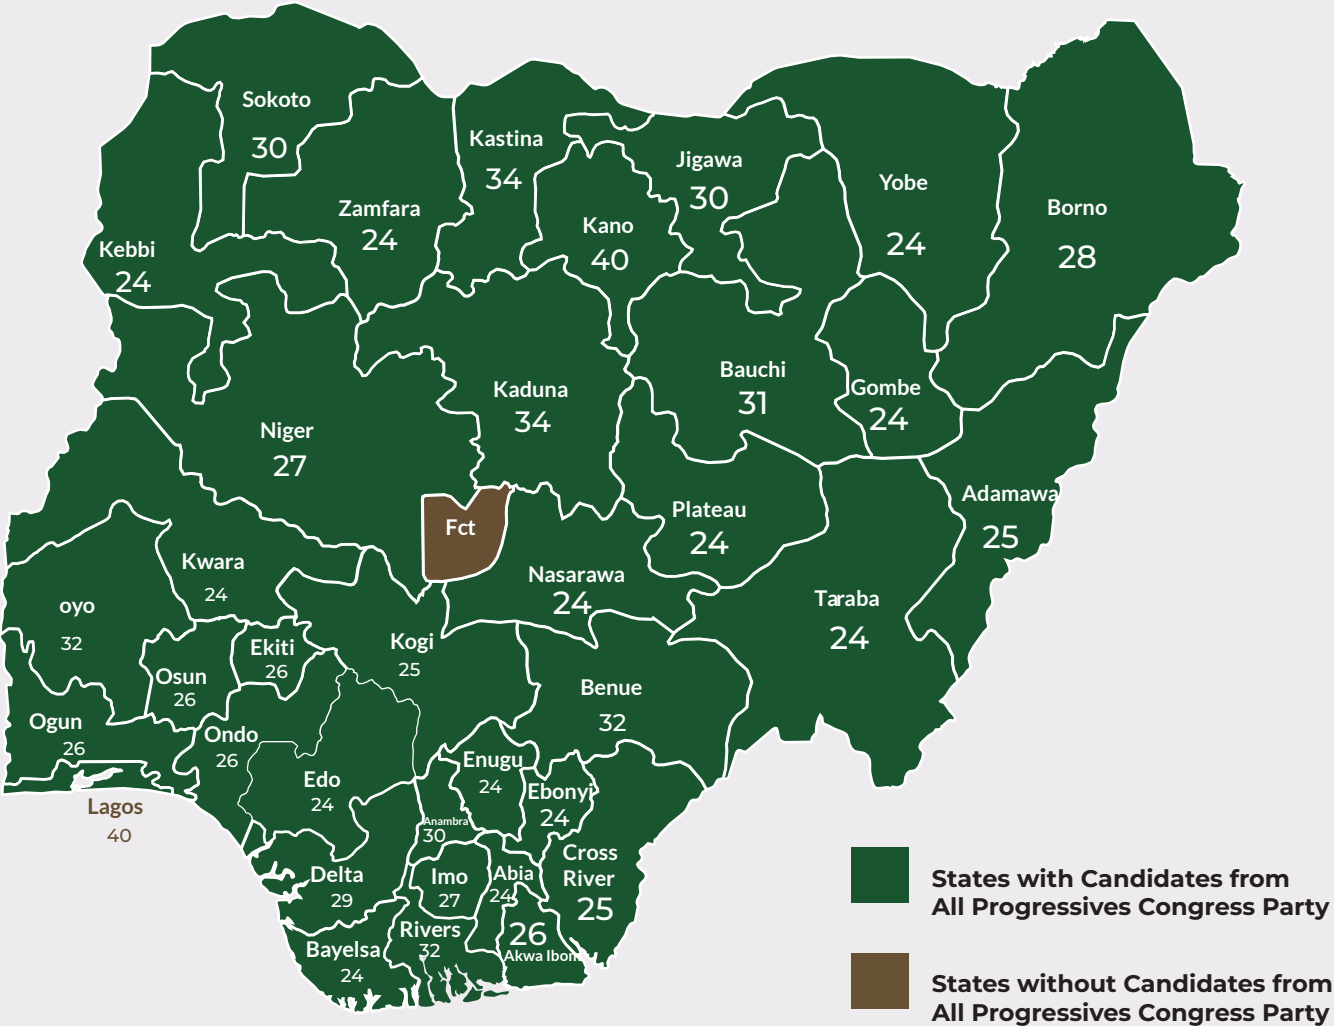 Sokoto
30
Kastina
34
Jigawa
30
Yobe
24
Borno
28
Zamfara
24
Kano
40
Kebbi
24
Bauchi
31
Gombe
24
Kaduna
34
Niger
27
Adamawa
25
Plateau
24
Fct
Kwara
24
Nasarawa
24
Taraba
24
oyo
32
Kogi
25
Ekiti
26
Osun
26
Benue
32
Ogun
26
Ondo
26
Enugu
24
Edo
24
Ebonyi
24
Lagos
40
Anambra
30
Cross
River
25
Delta
29
Imo
27
Abia
24
Rivers
32
26
Akwa Ibom
Bayelsa
24
States with Candidates from
All Progressives Congress Party
States without Candidates from
All Progressives Congress Party